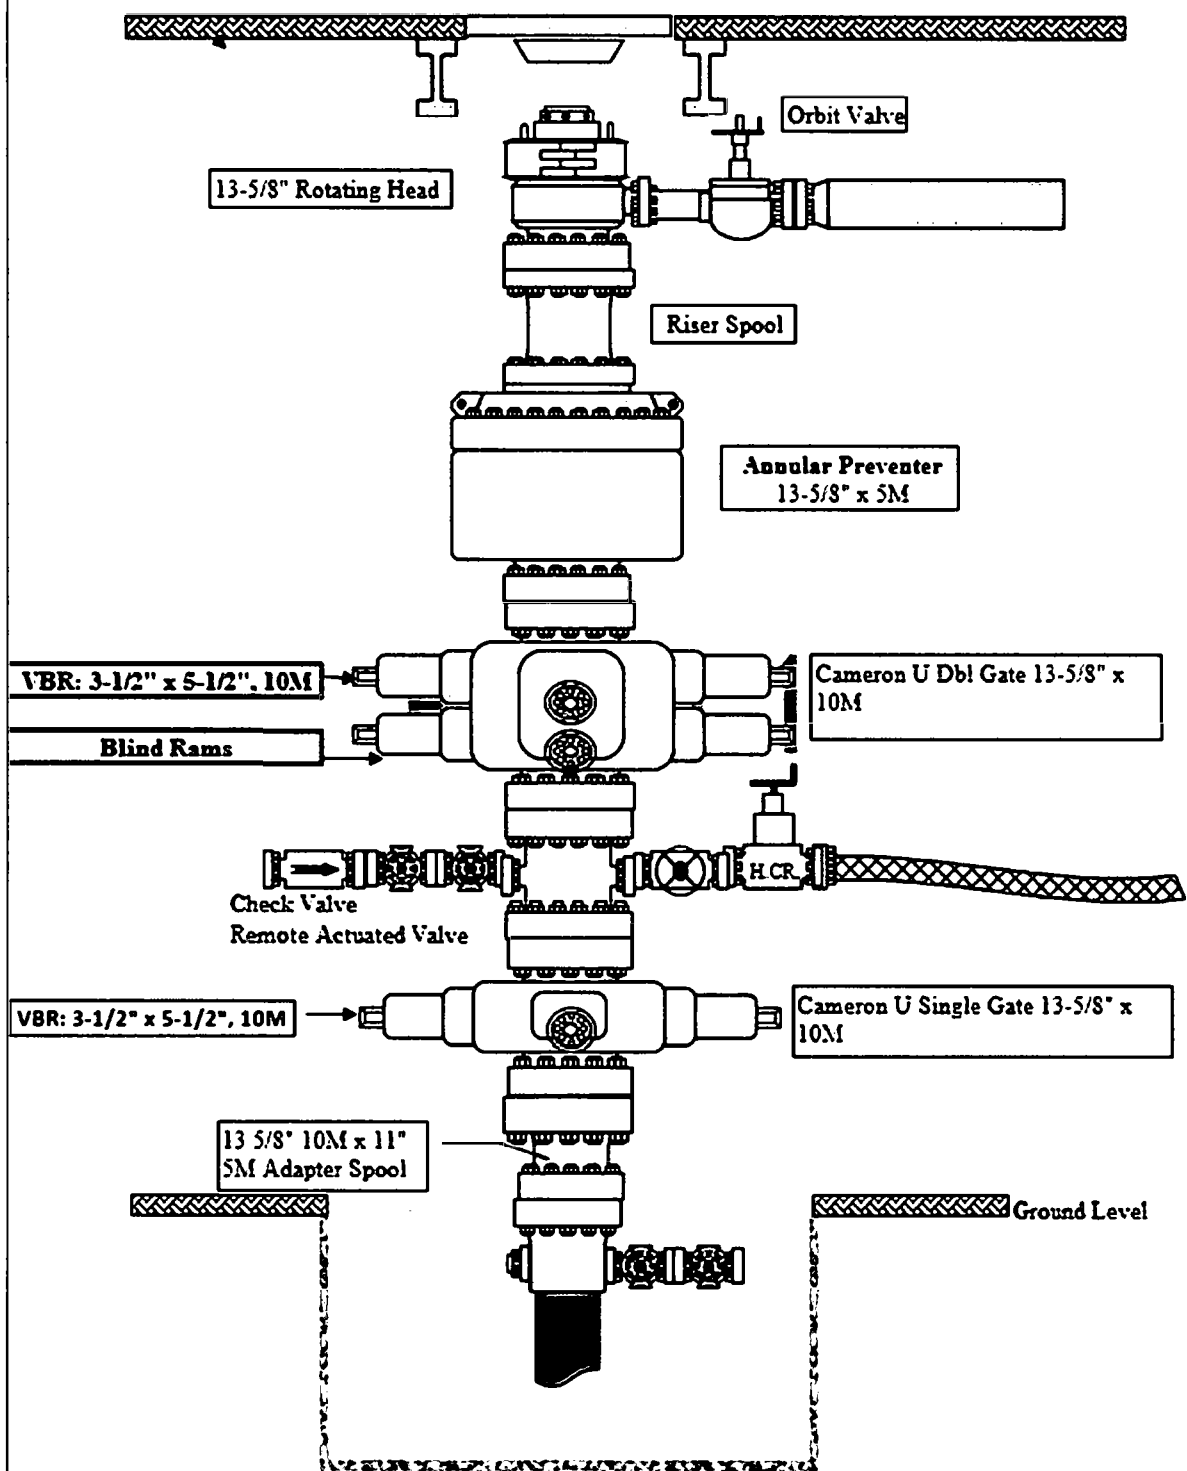 Orbit Valve
13-5/8" Rotating Head
Riser Spool
Annular Preventer
13-5/8" x 5M
VBR: 3-1/2" x 5-1/2", 10M
Cameron U Dbl Gate 13-5/8" x
10M
Blind Rams
H.CR.
Check Valve
Remote Actuated Valve
VBR: 3-1/2" x 5-1/2", 10M
Cameron U Single Gate 13-5/8" x
10M
13 5/8" 10M x 11"
5M Adapter Spool
Ground Level